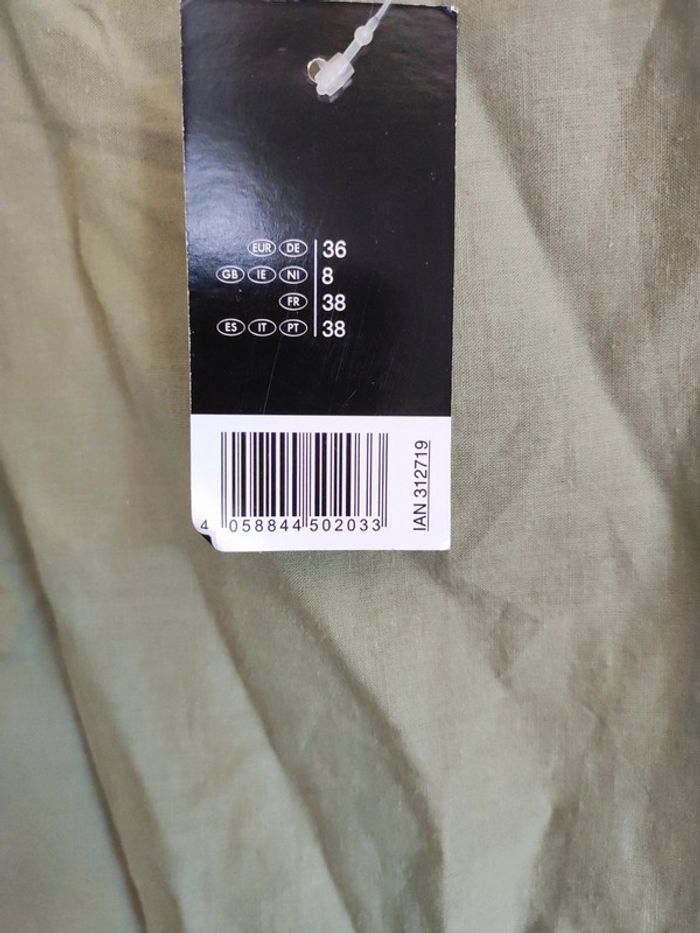 EUR DE 36
GB IE NI 8
FR 38
ES IT PT 38
4 058844 502033
IAN 312719